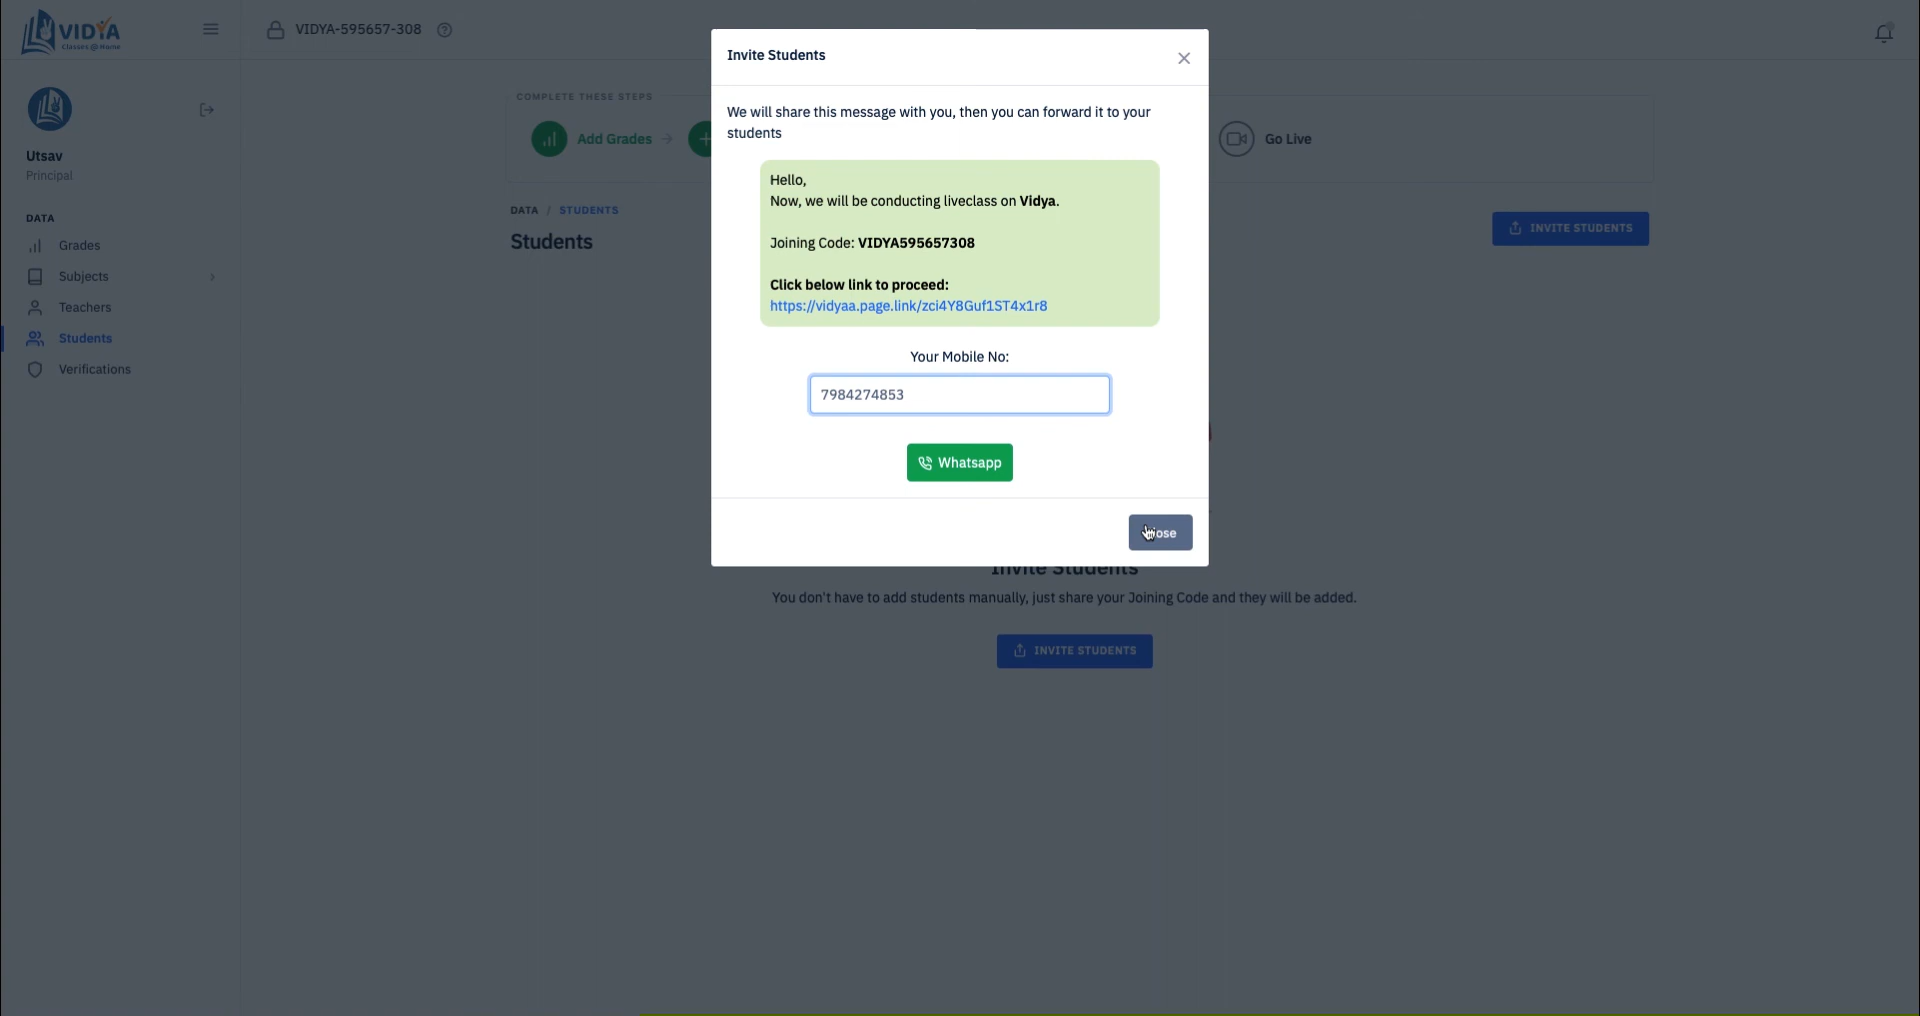 VIDYA
Classes @ Home
VIDYA-595657-308
Utsav
Principal
DATA
Grades
Subjects
Teachers
Students
Verifications
COMPLETE THESE STEPS
Add Grades
Go Live
DATA / STUDENTS
Students
INVITE STUDENTS
Invite Students
We will share this message with you, then you can forward it to your
students
Hello,
Now, we will be conducting liveclass on Vidya.
Joining Code: VIDYA595657308
Click below link to proceed:
https://vidyaa.page.link/zci4Y8Guf1ST4x1r8
Your Mobile No:
7984274853
Whatsapp
Close
Invite Students
You don't have to add students manually, just share your Joining Code and they will be added.
INVITE STUDENTS